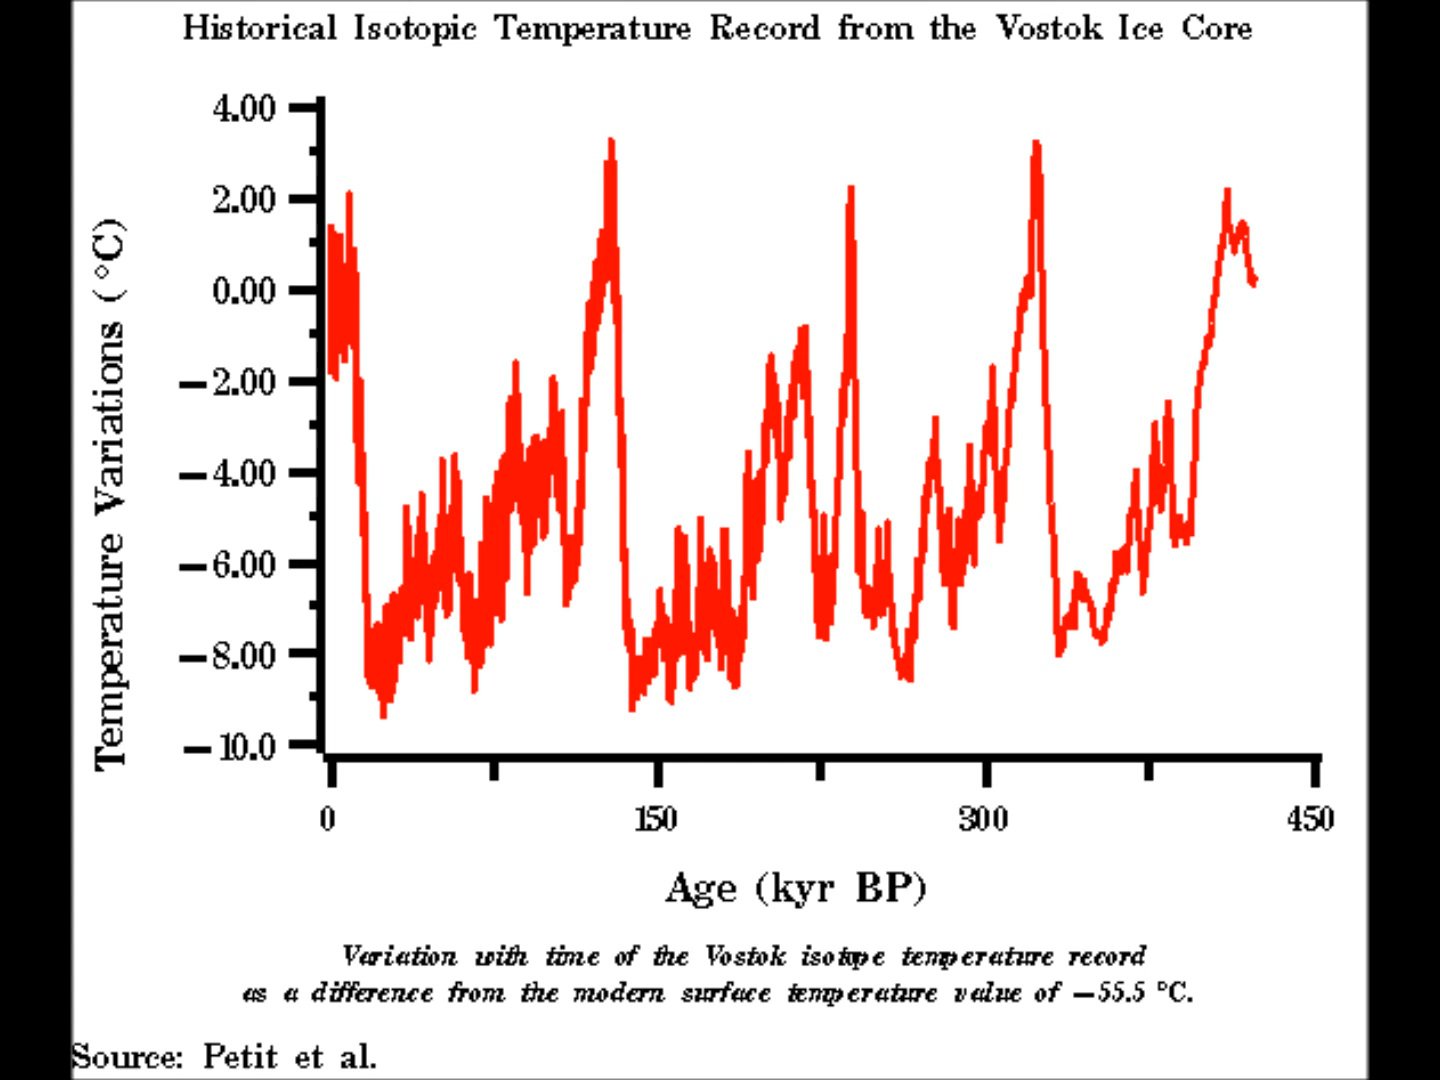 Historical Isotopic Temperature Record from the Vostok Ice Core
4.00
2.00
0.00
−2.00
−4.00
−6.00
−8.00
−10.0
Temperature Variations (°C)
0 150 300 450
Age (kyr BP)
Variation with time of the Vostok isotope temperature record
as a difference from the modern surface temperature value of −55.5 °C.
Source: Petit et al.